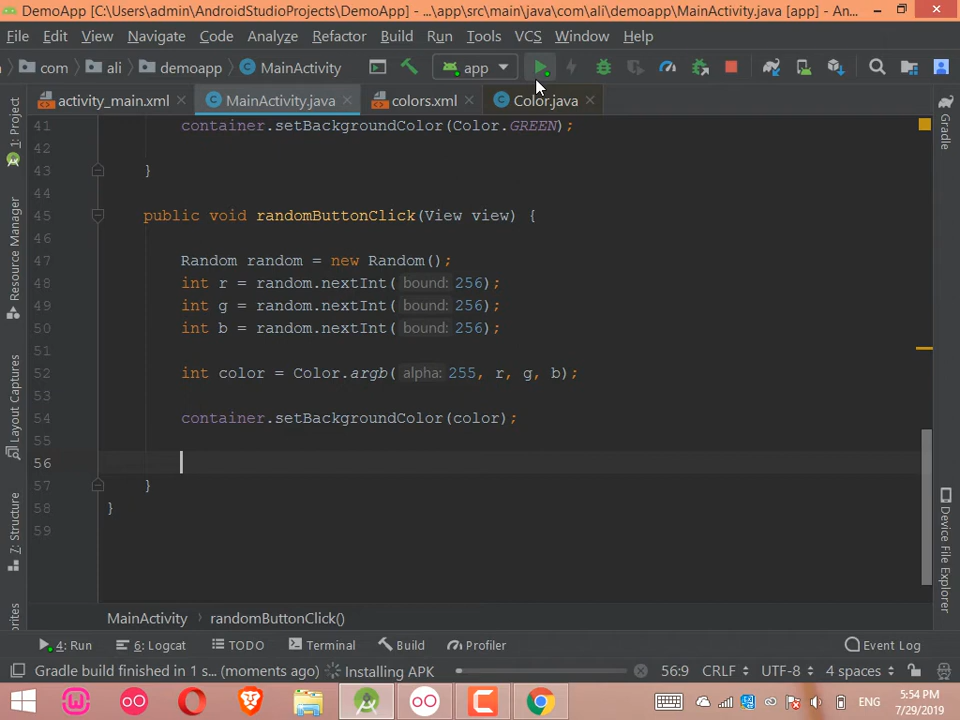 DemoApp [C:\Users\admin\AndroidStudioProjects\DemoApp] - ...\app\src\main\java\com\ali\demoapp\MainActivity.java [app] - An...
File Edit View Navigate Code Analyze Refactor Build Run Tools VCS Window Help
com ali demoapp MainActivity app
activity_main.xml MainActivity.java colors.xml Color.java
1: Project
Resource Manager
Layout Captures
7: Structure
41 container.setBackgroundColor(Color.GREEN);
42
43 }
44
45 public void randomButtonClick(View view) {
46
47 Random random = new Random();
48 int r = random.nextInt( bound: 256);
49 int g = random.nextInt( bound: 256);
50 int b = random.nextInt( bound: 256);
51
52 int color = Color.argb( alpha: 255, r, g, b);
53
54 container.setBackgroundColor(color);
55
56
57 }
58 }
59
Gradle
Device File Explorer
MainActivity randomButtonClick()
4: Run 6: Logcat TODO Terminal Build Profiler Event Log
Gradle build finished in 1 s... (moments ago) Installing APK 56:9 CRLF UTF-8 4 spaces
ENG
5:54 PM
7/29/2019